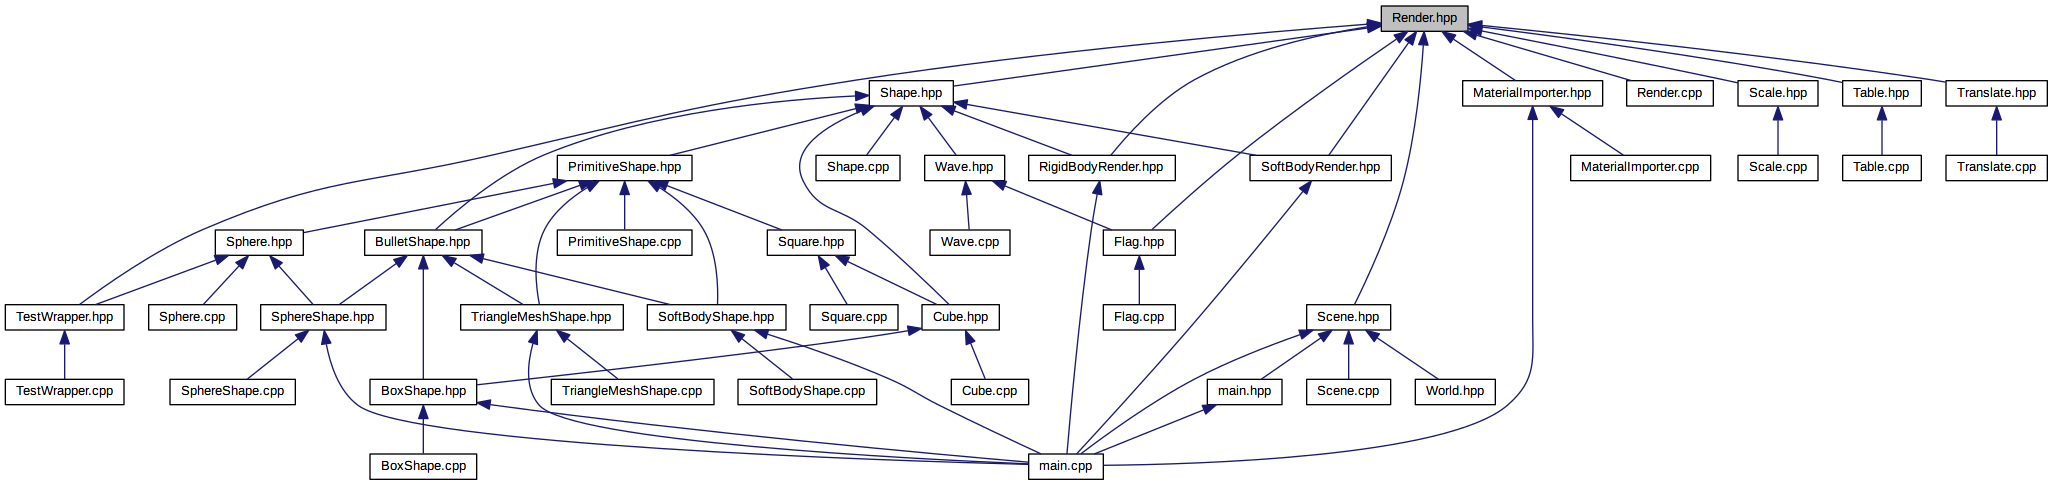 Render.hpp
Shape.hpp
MaterialImporter.hpp
Render.cpp
Scale.hpp
Table.hpp
Translate.hpp
PrimitiveShape.hpp
Shape.cpp
Wave.hpp
RigidBodyRender.hpp
SoftBodyRender.hpp
MaterialImporter.cpp
Scale.cpp
Table.cpp
Translate.cpp
Sphere.hpp
BulletShape.hpp
PrimitiveShape.cpp
Square.hpp
Wave.cpp
Flag.hpp
TestWrapper.hpp
Sphere.cpp
SphereShape.hpp
TriangleMeshShape.hpp
SoftBodyShape.hpp
Square.cpp
Cube.hpp
Flag.cpp
Scene.hpp
TestWrapper.cpp
SphereShape.cpp
BoxShape.hpp
TriangleMeshShape.cpp
SoftBodyShape.cpp
Cube.cpp
main.hpp
Scene.cpp
World.hpp
BoxShape.cpp
main.cpp